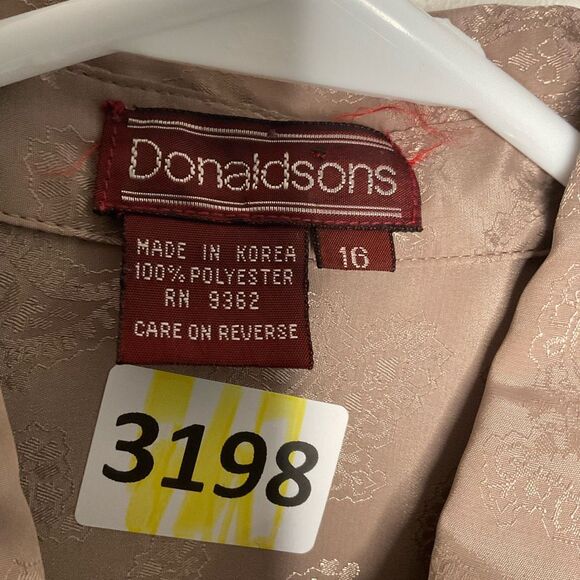 Donaldsons
MADE IN KOREA
100% POLYESTER
RN 9362
CARE ON REVERSE
16
3198